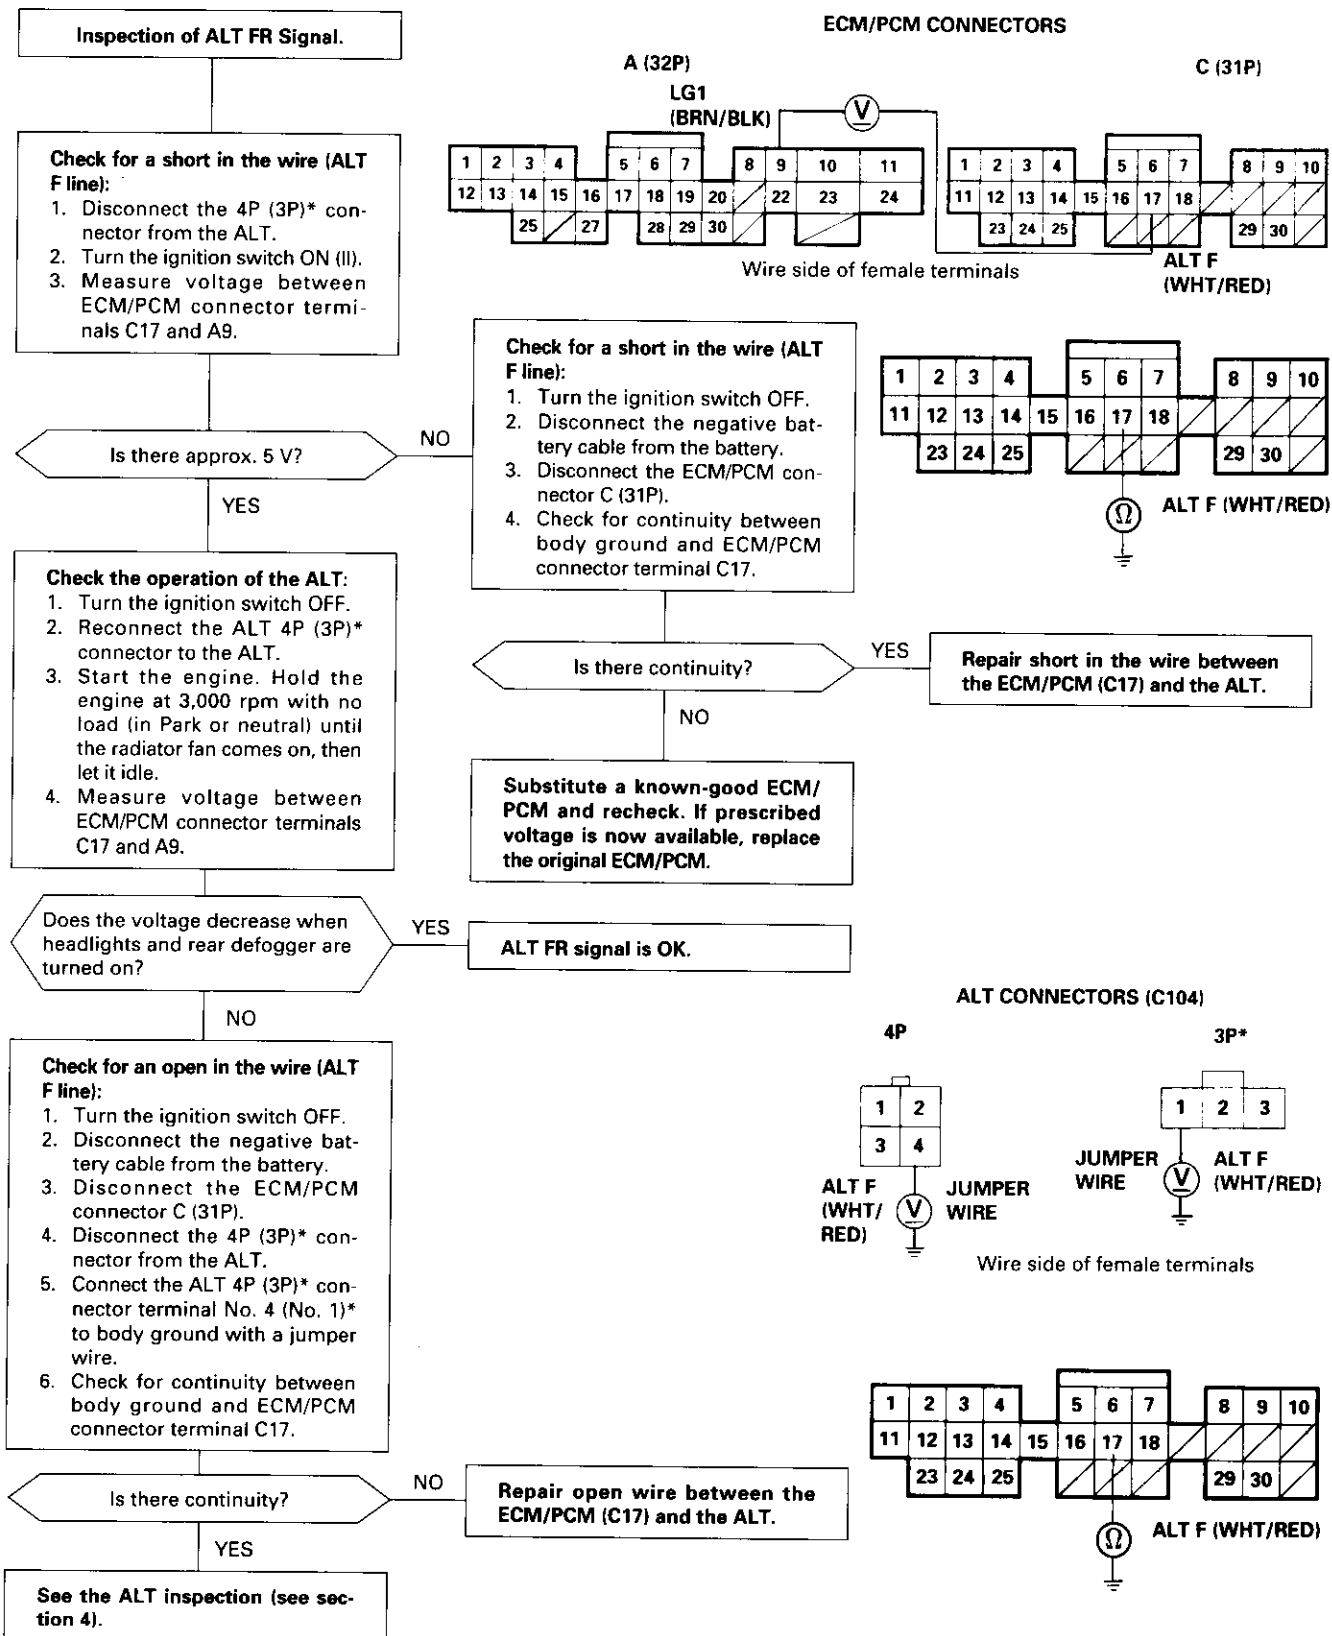 Inspection of ALT FR Signal.
Check for a short in the wire (ALT
F line):
1. Disconnect the 4P (3P)* con-
nector from the ALT.
2. Turn the ignition switch ON (II).
3. Measure voltage between
ECM/PCM connector termi-
nals C17 and A9.
Is there approx. 5 V?
NO
YES
ECM/PCM CONNECTORS
A (32P)
C (31P)
LG1
(BRN/BLK)
V
1 2 3 4 5 6 7 8 9 10 11
12 13 14 15 16 17 18 19 20 22 23 24
25 27 28 29 30
1 2 3 4 5 6 7 8 9 10
11 12 13 14 15 16 17 18
23 24 25 29 30
Wire side of female terminals
ALT F
(WHT/RED)
Check for a short in the wire (ALT
F line):
1. Turn the ignition switch OFF.
2. Disconnect the negative bat-
tery cable from the battery.
3. Disconnect the ECM/PCM con-
nector C (31P).
4. Check for continuity between
body ground and ECM/PCM
connector terminal C17.
1 2 3 4 5 6 7 8 9 10
11 12 13 14 15 16 17 18
23 24 25 29 30
Ω
ALT F (WHT/RED)
Is there continuity?
YES
Repair short in the wire between
the ECM/PCM (C17) and the ALT.
NO
Substitute a known-good ECM/
PCM and recheck. If prescribed
voltage is now available, replace
the original ECM/PCM.
Check the operation of the ALT:
1. Turn the ignition switch OFF.
2. Reconnect the ALT 4P (3P)*
connector to the ALT.
3. Start the engine. Hold the
engine at 3,000 rpm with no
load (in Park or neutral) until
the radiator fan comes on, then
let it idle.
4. Measure voltage between
ECM/PCM connector terminals
C17 and A9.
Does the voltage decrease when
headlights and rear defogger are
turned on?
YES
ALT FR signal is OK.
NO
Check for an open in the wire (ALT
F line):
1. Turn the ignition switch OFF.
2. Disconnect the negative bat-
tery cable from the battery.
3. Disconnect the ECM/PCM
connector C (31P).
4. Disconnect the 4P (3P)* con-
nector from the ALT.
5. Connect the ALT 4P (3P)* con-
nector terminal No. 4 (No. 1)*
to body ground with a jumper
wire.
6. Check for continuity between
body ground and ECM/PCM
connector terminal C17.
ALT CONNECTORS (C104)
4P
1 2
3 4
ALT F
(WHT/
RED)
V
JUMPER
WIRE
3P*
1 2 3
JUMPER
WIRE
V
ALT F
(WHT/RED)
Wire side of female terminals
1 2 3 4 5 6 7 8 9 10
11 12 13 14 15 16 17 18
23 24 25 29 30
Ω
ALT F (WHT/RED)
Is there continuity?
NO
Repair open wire between the
ECM/PCM (C17) and the ALT.
YES
See the ALT inspection (see sec-
tion 4).